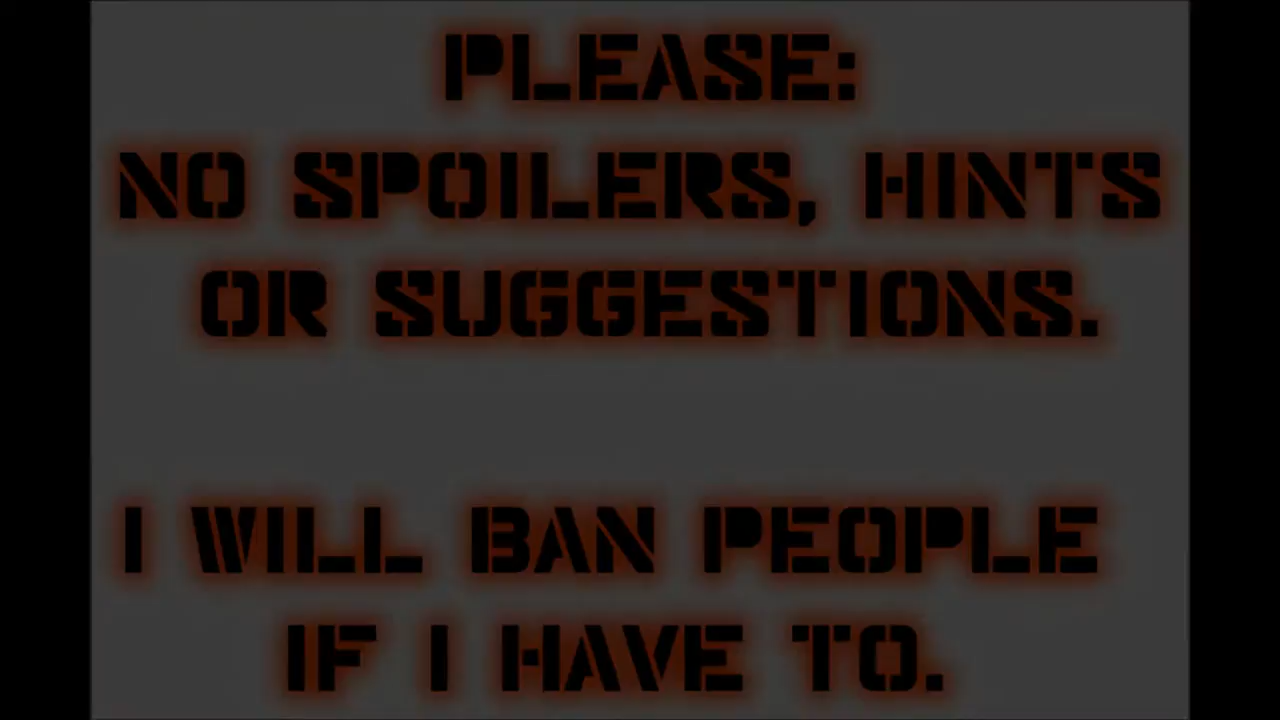 PLEASE:
NO SPOILERS, HINTS
OR SUGGESTIONS.
I WILL BAN PEOPLE
IF I HAVE TO.